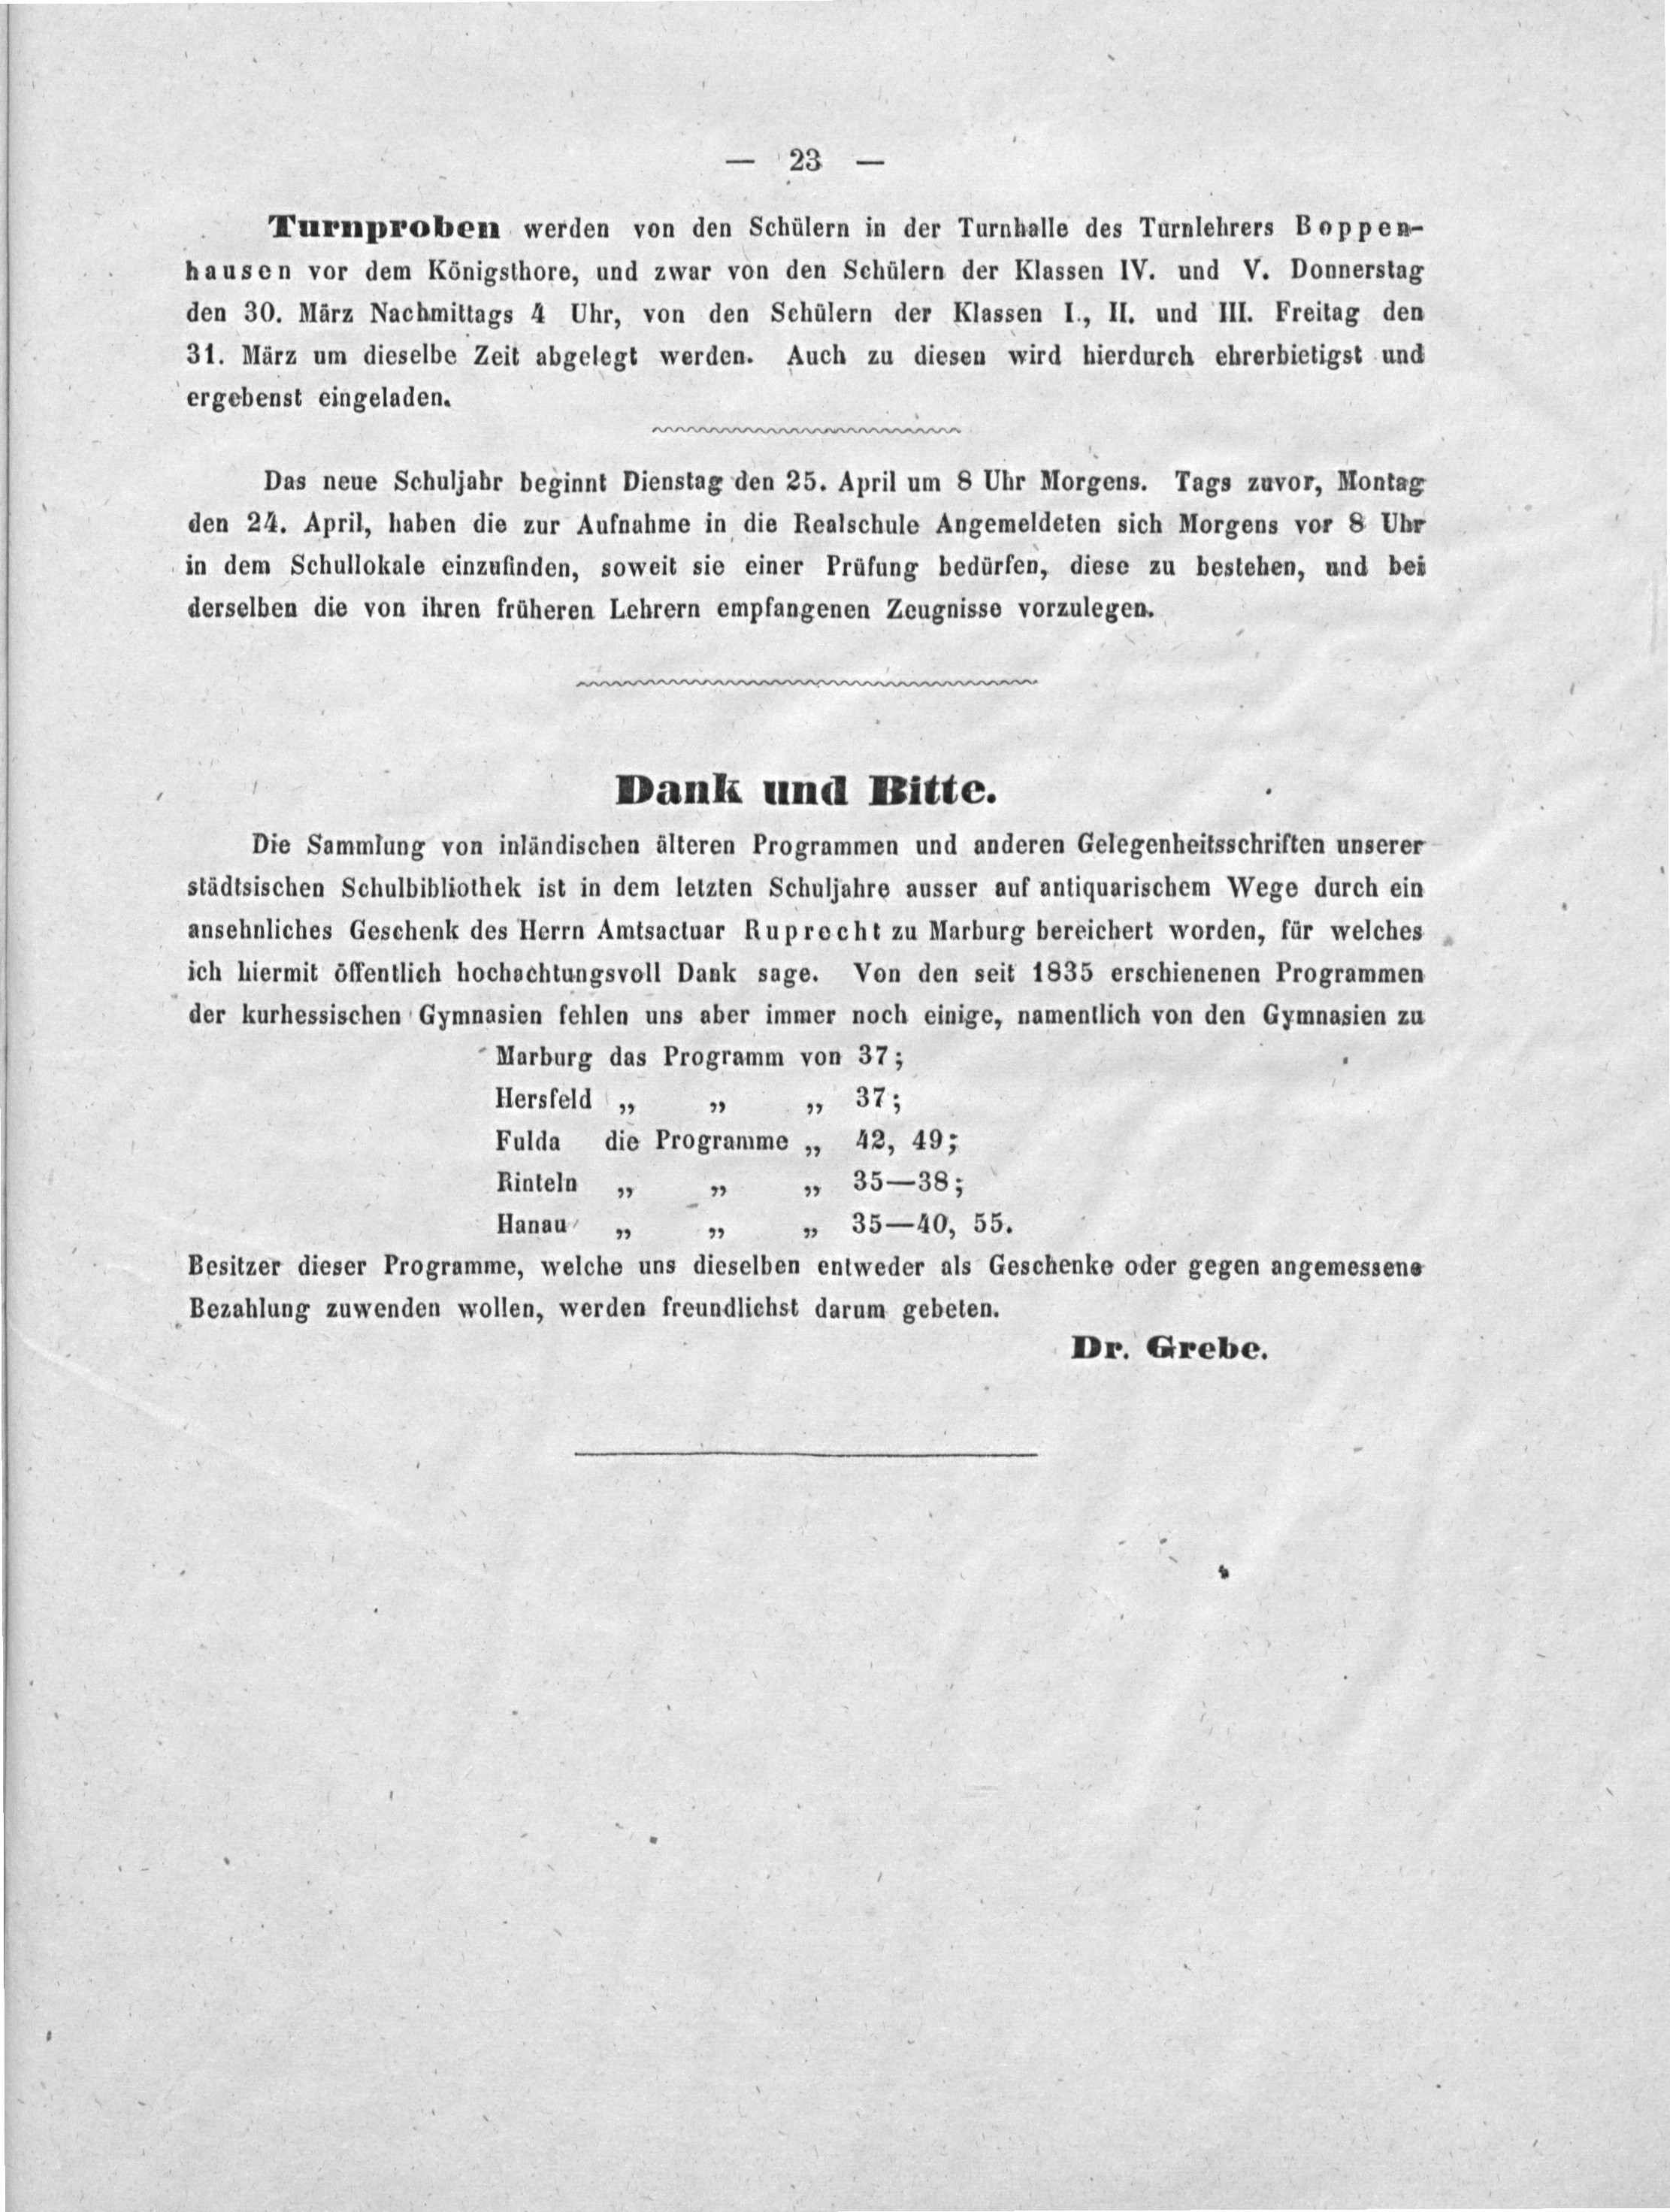 — 23 —
Turnproben werden von den Schülern in der Turnhalle des Turnlehrers Boppen-
hausen vor dem Königsthore, und zwar von den Schülern der Klassen IV. und V. Donnerstag
den 30. März Nachmittags 4 Uhr, von den Schülern der Klassen I., II. und III. Freitag den
31. März um dieselbe Zeit abgelegt werden. Auch zu diesen wird hierdurch ehrerbietigst und
ergebenst eingeladen.
Das neue Schuljahr beginnt Dienstag den 25. April um 8 Uhr Morgens. Tags zuvor, Montag
den 24. April, haben die zur Aufnahme in die Realschule Angemeldeten sich Morgens vor 8 Uhr
in dem Schullokale einzufinden, soweit sie einer Prüfung bedürfen, diese zu bestehen, und bei
derselben die von ihren früheren Lehrern empfangenen Zeugnisse vorzulegen.
Dank und Bitte.
Die Sammlung von inländischen älteren Programmen und anderen Gelegenheitsschriften unserer
städtsischen Schulbibliothek ist in dem letzten Schuljahre ausser auf antiquarischem Wege durch ein
ansehnliches Geschenk des Herrn Amtsactuar Ruprecht zu Marburg bereichert worden, für welches
ich hiermit öffentlich hochachtungsvoll Dank sage. Von den seit 1835 erschienenen Programmen
der kurhessischen Gymnasien fehlen uns aber immer noch einige, namentlich von den Gymnasien zu
Marburg das Programm von 37;
Hersfeld „ „ „ 37;
Fulda die Programme „ 42, 49;
Rinteln „ „ „ 35—38;
Hanau „ „ „ 35—40, 55.
Besitzer dieser Programme, welche uns dieselben entweder als Geschenke oder gegen angemessene
Bezahlung zuwenden wollen, werden freundlichst darum gebeten.
Dr. Grebe.